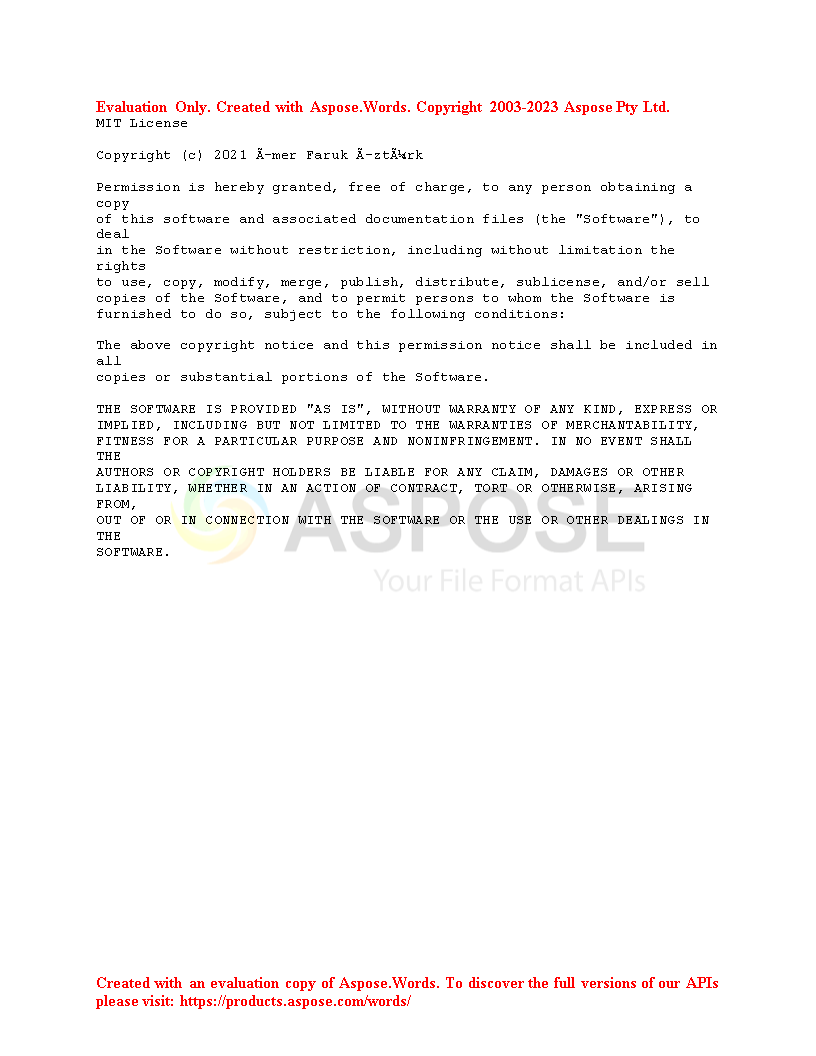 Evaluation Only. Created with Aspose.Words. Copyright 2003-2023 Aspose Pty Ltd.
MIT License
Copyright (c) 2021 Ã–mer Faruk Ã–ztÃ¼rk
Permission is hereby granted, free of charge, to any person obtaining a
copy
of this software and associated documentation files (the "Software"), to
deal
in the Software without restriction, including without limitation the
rights
to use, copy, modify, merge, publish, distribute, sublicense, and/or sell
copies of the Software, and to permit persons to whom the Software is
furnished to do so, subject to the following conditions:
The above copyright notice and this permission notice shall be included in
all
copies or substantial portions of the Software.
THE SOFTWARE IS PROVIDED "AS IS", WITHOUT WARRANTY OF ANY KIND, EXPRESS OR
IMPLIED, INCLUDING BUT NOT LIMITED TO THE WARRANTIES OF MERCHANTABILITY,
FITNESS FOR A PARTICULAR PURPOSE AND NONINFRINGEMENT. IN NO EVENT SHALL
THE
AUTHORS OR COPYRIGHT HOLDERS BE LIABLE FOR ANY CLAIM, DAMAGES OR OTHER
LIABILITY, WHETHER IN AN ACTION OF CONTRACT, TORT OR OTHERWISE, ARISING
FROM,
OUT OF OR IN CONNECTION WITH THE SOFTWARE OR THE USE OR OTHER DEALINGS IN
THE
SOFTWARE.
ASPOSE
Your File Format APIs
Created with an evaluation copy of Aspose.Words. To discover the full versions of our APIs
please visit: https://products.aspose.com/words/